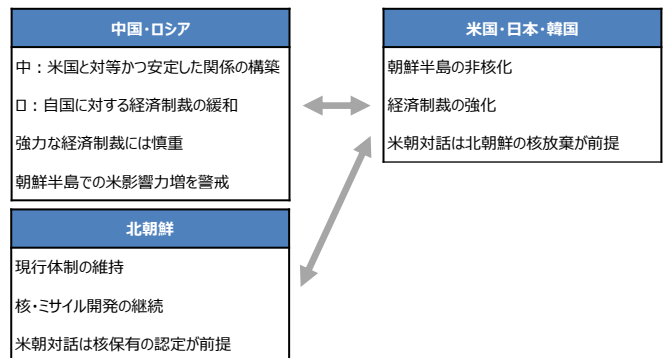 中国･ロシア
中：米国と対等かつ安定した関係の構築
ロ：自国に対する経済制裁の緩和
強力な経済制裁には慎重
朝鮮半島での米影響力増を警戒
米国･日本･韓国
朝鮮半島の非核化
経済制裁の強化
米朝対話は北朝鮮の核放棄が前提
北朝鮮
現行体制の維持
核･ミサイル開発の継続
米朝対話は核保有の認定が前提